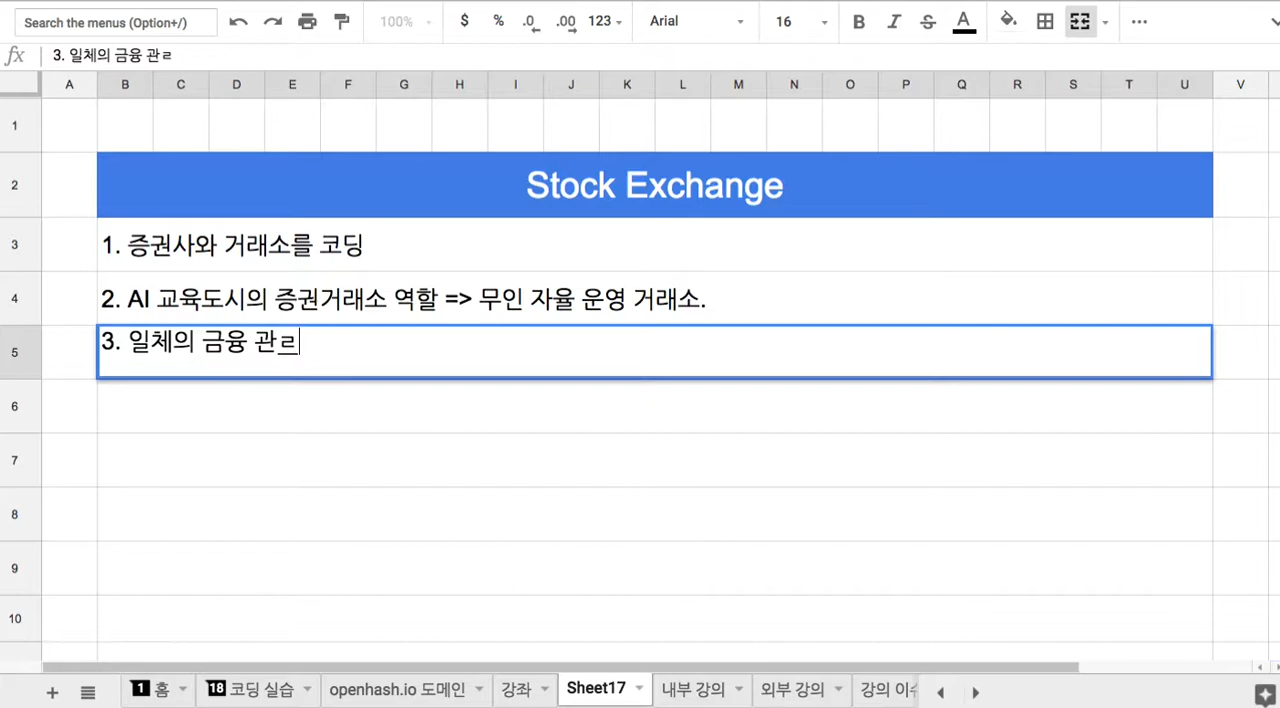 Search the menus (Option+/) 100% $ % .0 .00 123 Arial 16 B I S A ...
fx 3. 일체의 금융 관ㄹ
A B C D E F G H I J K L M N O P Q R S T U V
1
2 Stock Exchange
3 1. 증권사와 거래소를 코딩
4 2. AI 교육도시의 증권거래소 역할 => 무인 자율 운영 거래소.
5 3. 일체의 금융 관ㄹ
6
7
8
9
10
+ 1 홈 18 코딩 실습 openhash.io 도메인 강좌 Sheet17 내부 강의 외부 강의 강의 이